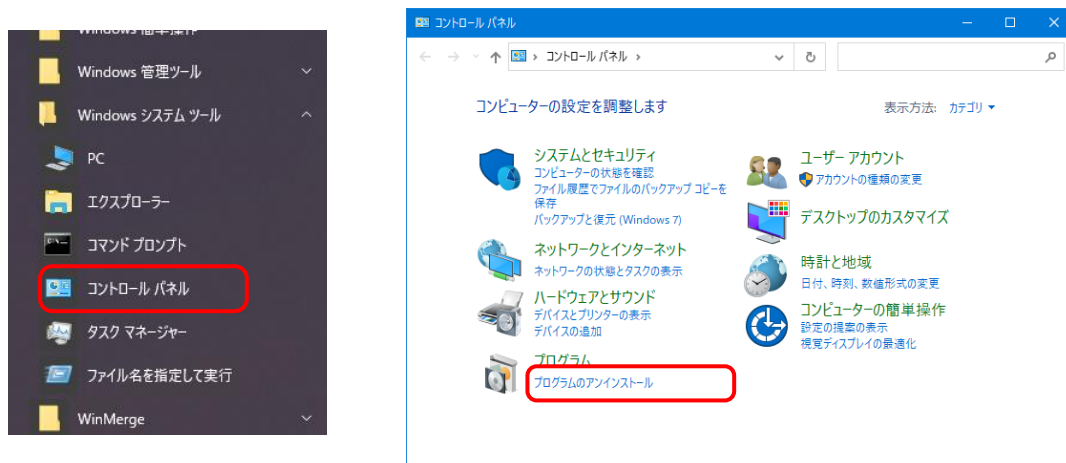 Windows 簡単操作
Windows 管理ツール
Windows システム ツール
PC
エクスプローラー
コマンド プロンプト
コントロール パネル
タスク マネージャー
ファイル名を指定して実行
WinMerge
コントロール パネル
コントロール パネル
コンピューターの設定を調整します
表示方法: カテゴリ
システムとセキュリティ
コンピューターの状態を確認
ファイル履歴でファイルのバックアップ コピーを
保存
バックアップと復元 (Windows 7)
ネットワークとインターネット
ネットワークの状態とタスクの表示
ハードウェアとサウンド
デバイスとプリンターの表示
デバイスの追加
プログラム
プログラムのアンインストール
ユーザー アカウント
アカウントの種類の変更
デスクトップのカスタマイズ
時計と地域
日付、時刻、数値形式の変更
コンピューターの簡単操作
設定の提案の表示
視覚ディスプレイの最適化